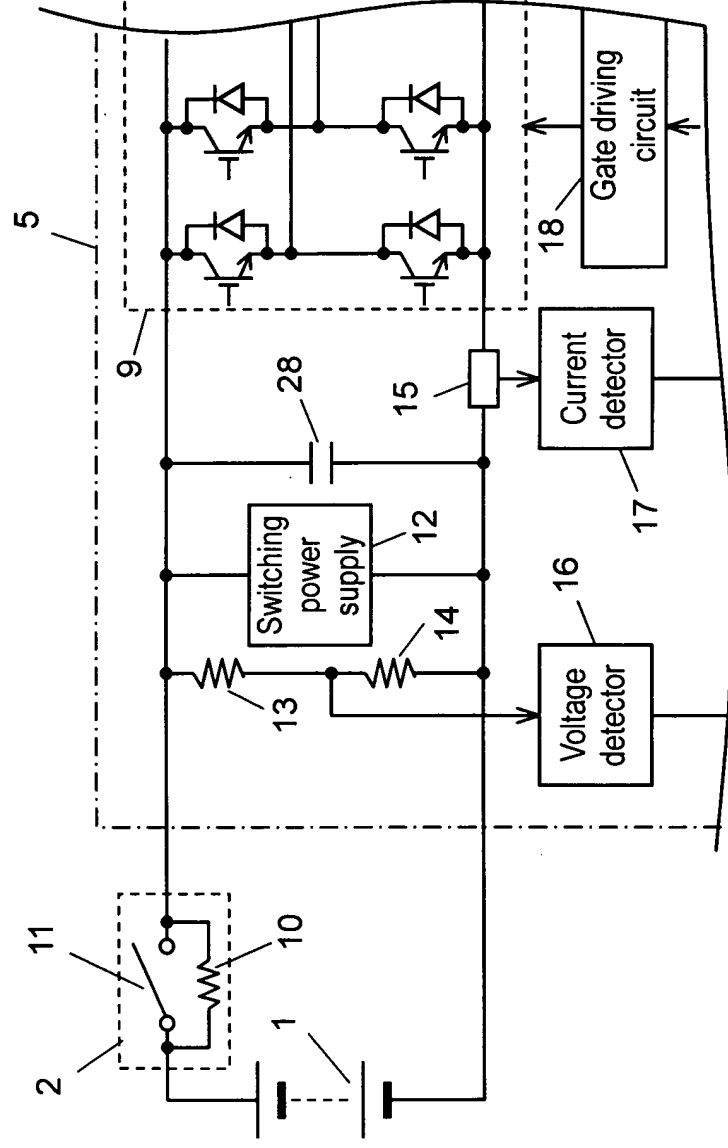 5
9
11
2
10
1
13
14
Switching
power
supply
12
28
15
Voltage
detector
16
Current
detector
17
18
Gate driving
circuit